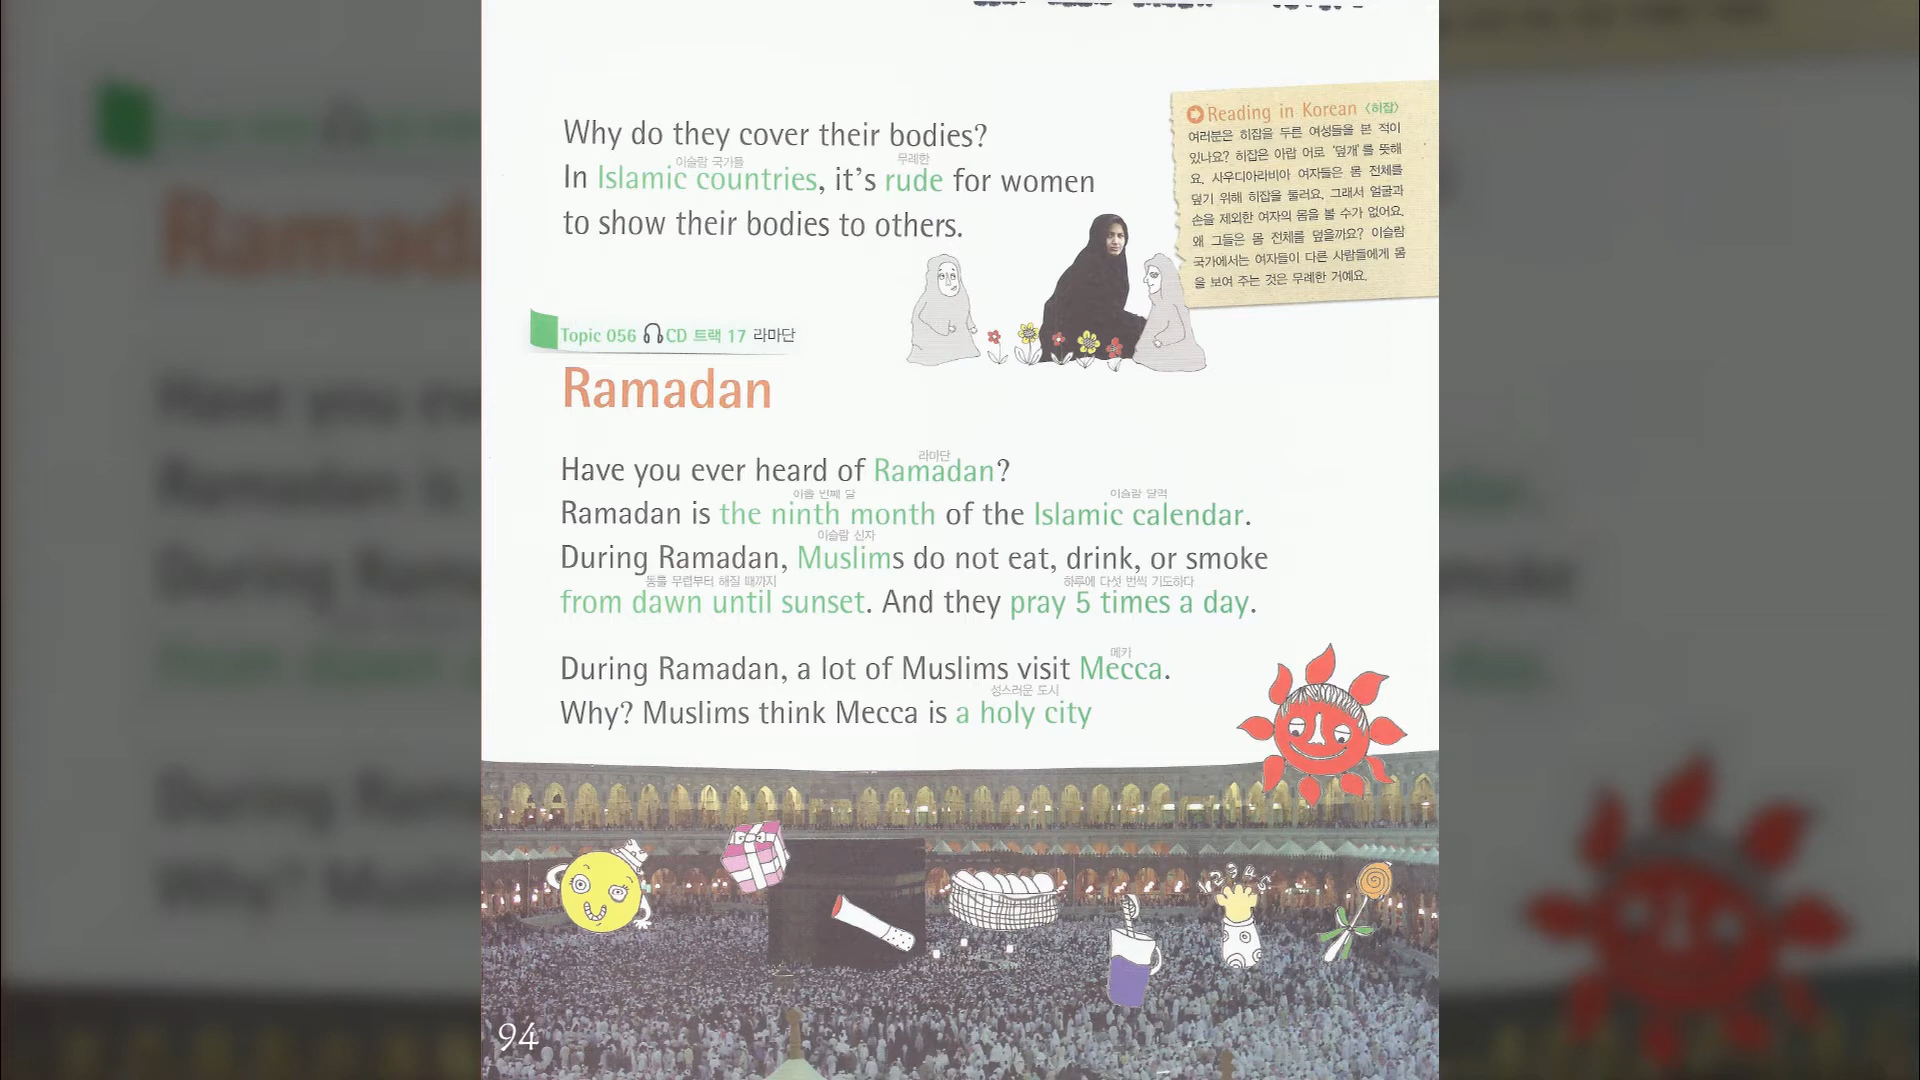 Why do they cover their bodies?
이슬람 국가들 무례한
In Islamic countries, it's rude for women
to show their bodies to others.
Reading in Korean 〈히잡〉
여러분은 히잡을 두른 여성들을 본 적이
있나요? 히잡은 아랍 어로 '덮개'를 뜻해
요. 사우디아라비아 여자들은 몸 전체를
덮기 위해 히잡을 둘러요. 그래서 얼굴과
손을 제외한 여자의 몸을 볼 수가 없어요.
왜 그들은 몸 전체를 덮을까요? 이슬람
국가에서는 여자들이 다른 사람들에게 몸
을 보여 주는 것은 무례한 거예요.
Topic 056 CD 트랙 17 라마단
Ramadan
라마단
Have you ever heard of Ramadan?
아홉 번째 달 이슬람 달력
Ramadan is the ninth month of the Islamic calendar.
이슬람 신자
During Ramadan, Muslims do not eat, drink, or smoke
동틀 무렵부터 해질 때까지 하루에 다섯 번씩 기도하다
from dawn until sunset. And they pray 5 times a day.
메카
During Ramadan, a lot of Muslims visit Mecca.
성스러운 도시
Why? Muslims think Mecca is a holy city
1 2 3 4 5
94